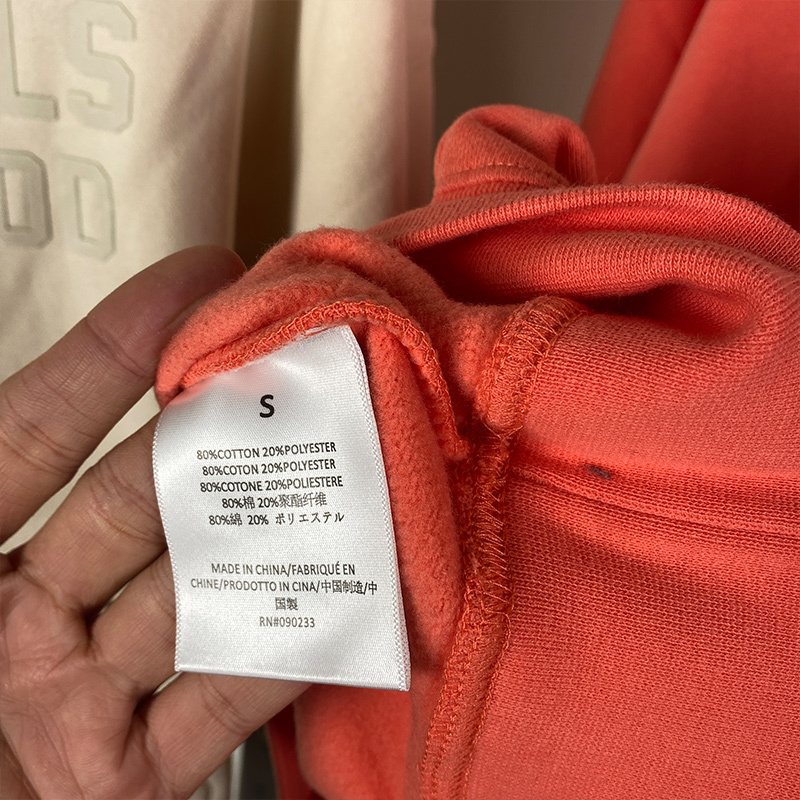 LS
OD
S
80%COTTON 20%POLYESTER
80%COTON 20%POLYESTER
80%COTONE 20%POLIESTERE
80%棉 20%聚酯纤维
80%綿 20% ポリエステル
MADE IN CHINA/FABRIQUÉ EN
CHINE/PRODOTTO IN CINA/中国制造/中
国製
RN#090233